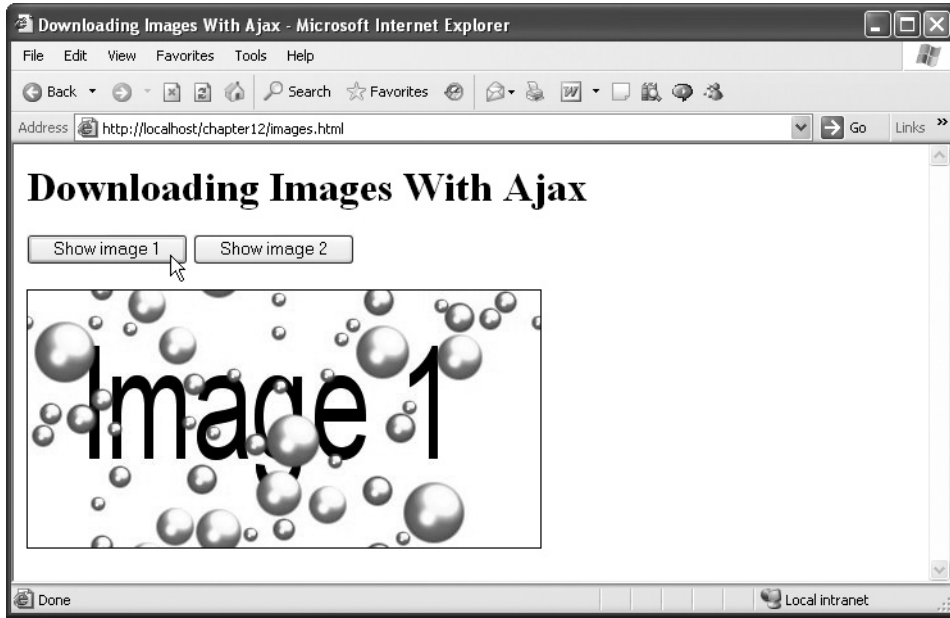 Downloading Images With Ajax - Microsoft Internet Explorer
File Edit View Favorites Tools Help
Back Search Favorites W
Address http://localhost/chapter12/images.html Go Links »
Downloading Images With Ajax
Show image 1 Show image 2
Image 1
Done Local intranet